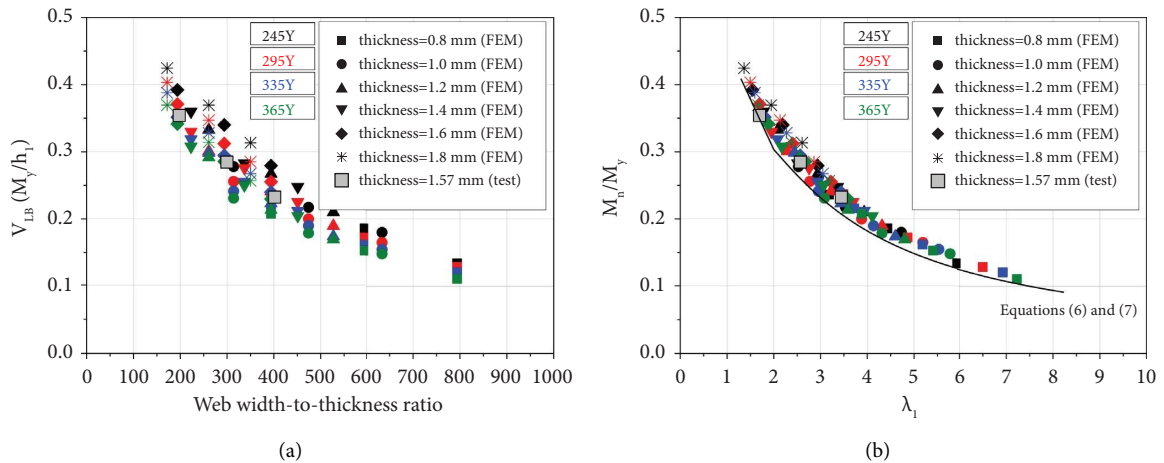 0.5
0.4
0.3
0.2
0.1
0.0
V_LB (M_y/h_1)
245Y
295Y
335Y
365Y
thickness=0.8 mm (FEM)
thickness=1.0 mm (FEM)
thickness=1.2 mm (FEM)
thickness=1.4 mm (FEM)
thickness=1.6 mm (FEM)
thickness=1.8 mm (FEM)
thickness=1.57 mm (test)
0 100 200 300 400 500 600 700 800 900 1000
Web width-to-thickness ratio
(a)
0.5
0.4
0.3
0.2
0.1
0.0
M_n/M_y
245Y
295Y
335Y
365Y
thickness=0.8 mm (FEM)
thickness=1.0 mm (FEM)
thickness=1.2 mm (FEM)
thickness=1.4 mm (FEM)
thickness=1.6 mm (FEM)
thickness=1.8 mm (FEM)
thickness=1.57 mm (test)
Equations (6) and (7)
0 1 2 3 4 5 6 7 8 9 10
λ_1
(b)